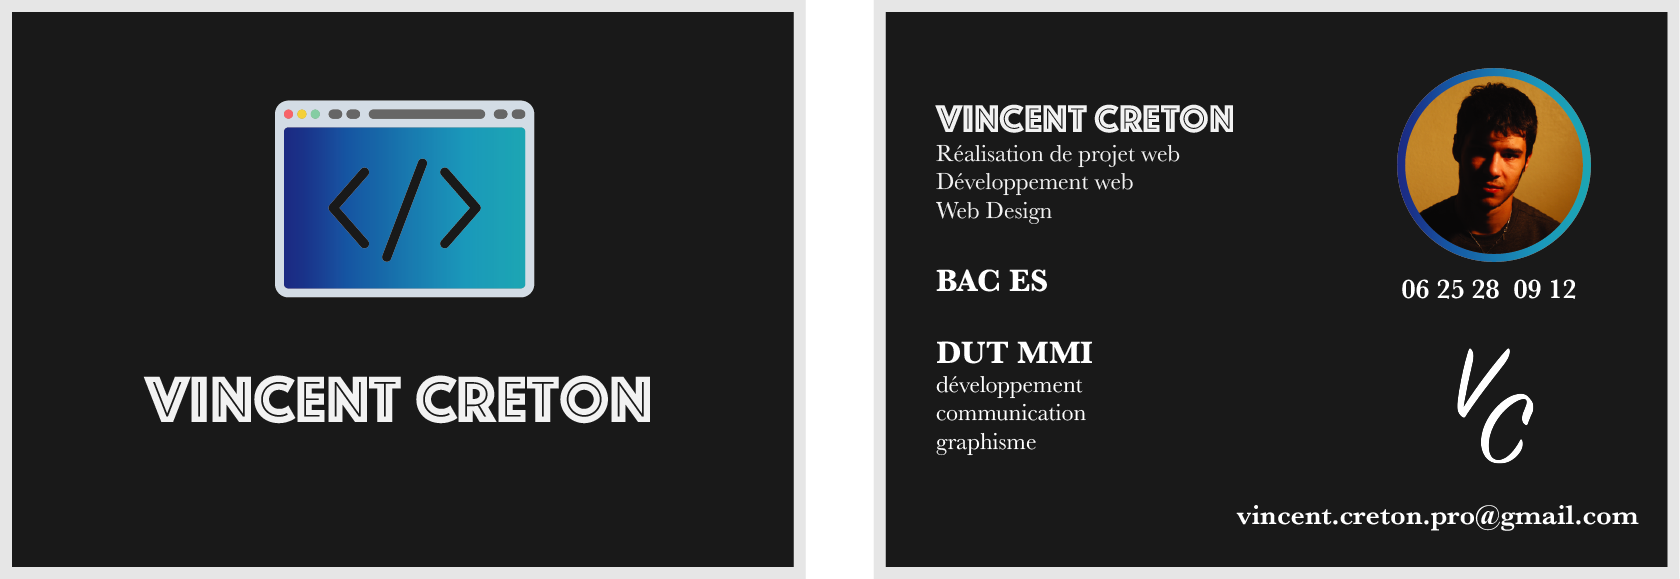 </>
VINCENT CRETON
VINCENT CRETON
Réalisation de projet web
Développement web
Web Design
BAC ES
DUT MMI
développement
communication
graphisme
06 25 28  09 12
VC
vincent.creton.pro@gmail.com